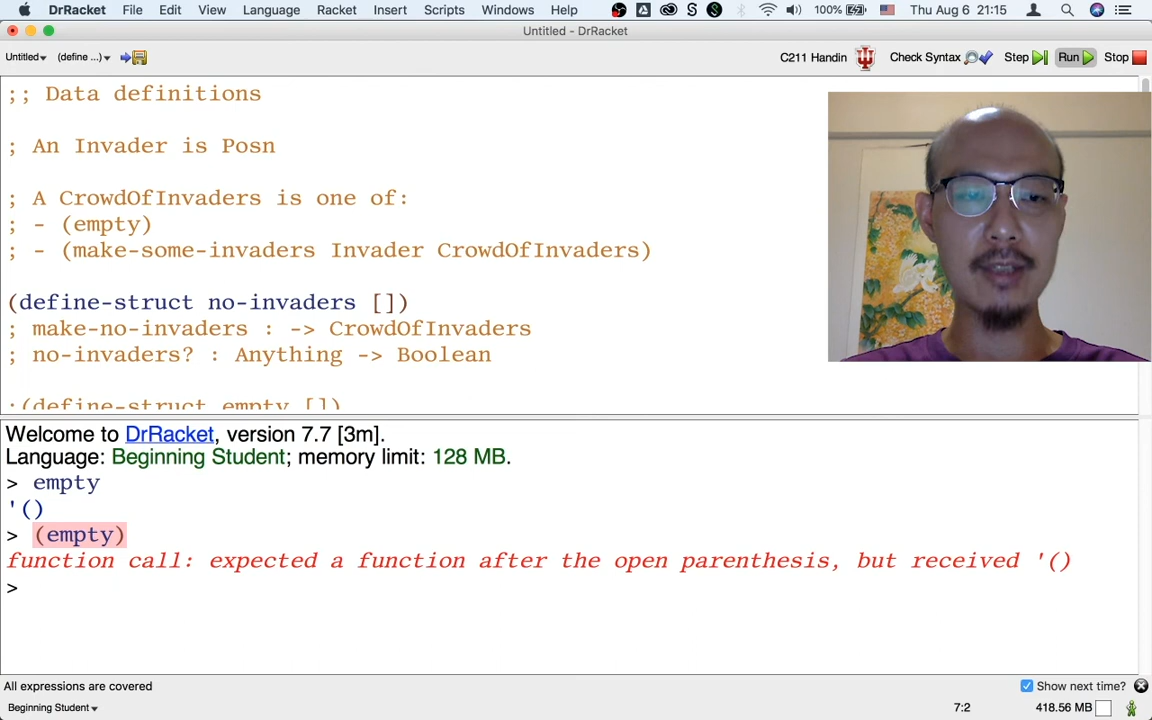 DrRacket File Edit View Language Racket Insert Scripts Windows Help 100% Thu Aug 6 21:15
Untitled - DrRacket
Untitled (define ...) C211 Handin Check Syntax Step Run Stop
;; Data definitions
; An Invader is Posn
; A CrowdOfInvaders is one of:
; - (empty)
; - (make-some-invaders Invader CrowdOfInvaders)
(define-struct no-invaders [])
; make-no-invaders : -> CrowdOfInvaders
; no-invaders? : Anything -> Boolean
;(define-struct empty [])
Welcome to DrRacket, version 7.7 [3m].
Language: Beginning Student; memory limit: 128 MB.
> empty
'()
> (empty)
function call: expected a function after the open parenthesis, but received '()
>
All expressions are covered Show next time?
Beginning Student 7:2 418.56 MB